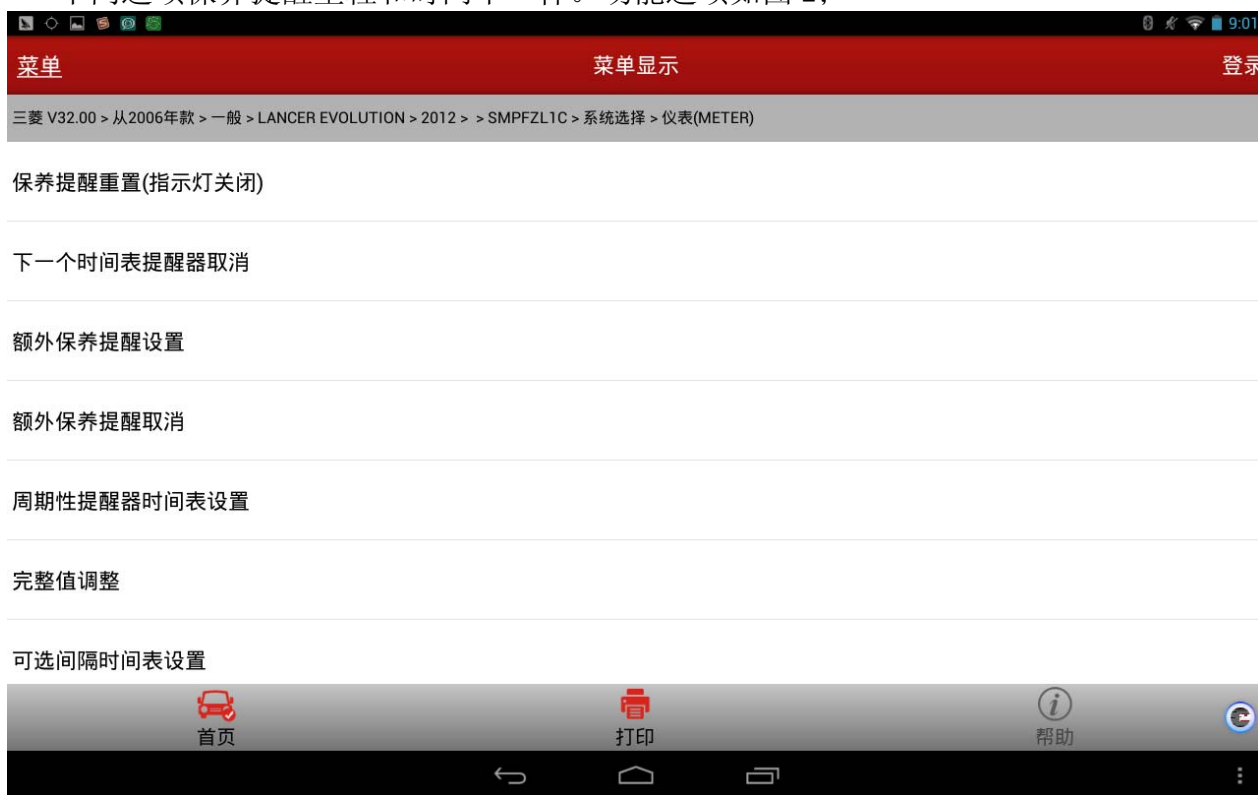 9:01
菜单 菜单显示 登录
三菱 V32.00 > 从2006年款 > 一般 > LANCER EVOLUTION > 2012 > > SMPFZL1C > 系统选择 > 仪表(METER)
保养提醒重置(指示灯关闭)
下一个时间表提醒器取消
额外保养提醒设置
额外保养提醒取消
周期性提醒器时间表设置
完整值调整
可选间隔时间表设置
首页 打印 帮助